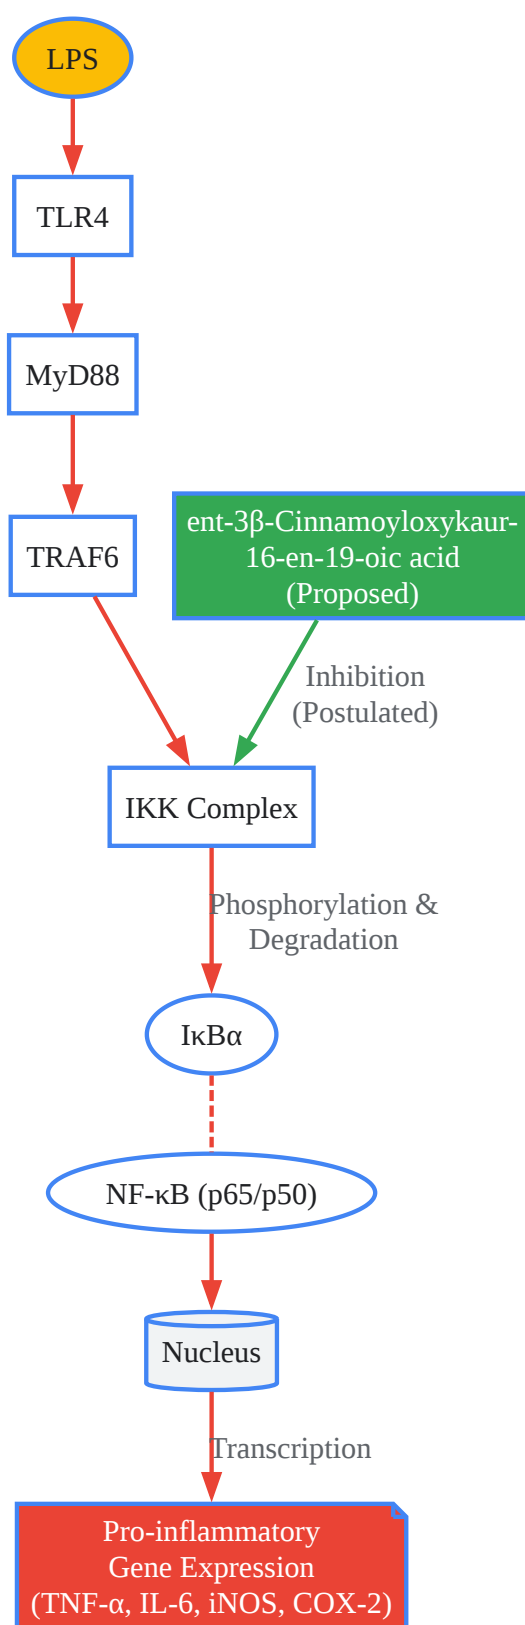 LPS
TLR4
MyD88
TRAF6
ent-3β-Cinnamoyloxykaur-
16-en-19-oic acid
(Proposed)
Inhibition
(Postulated)
IKK Complex
Phosphorylation &
Degradation
IκBα
NF-κB (p65/p50)
Nucleus
Transcription
Pro-inflammatory
Gene Expression
(TNF-α, IL-6, iNOS, COX-2)